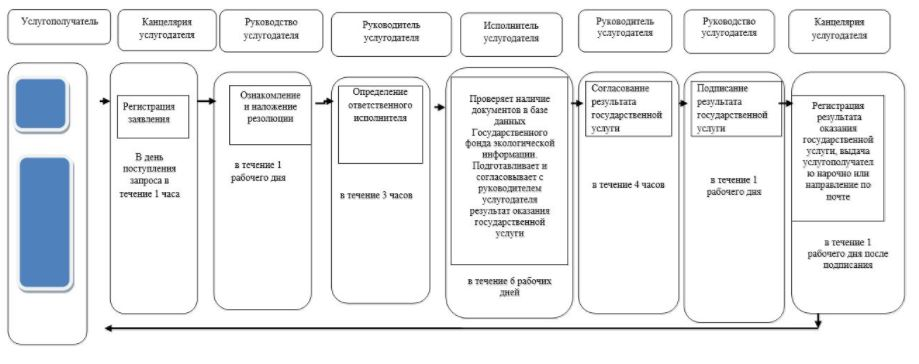 Услугополучатель
Канцелярия
услугодателя
Руководство
услугодателя
Руководитель
услугодателя
Исполнитель
услугодателя
Руководитель
услугодателя
Руководство
услугодателя
Канцелярия
услугодателя
Регистрация
заявления
В день
поступления
запроса в
течение 1 часа
Ознакомление
и наложение
резолюции
в течение 1
рабочего дня
Определение
ответственного
исполнителя
в течение 3 часов
Проверяет наличие
документов в базе
данных
Государственного
фонда экологической
информации.
Подготавливает и
согласовывает с
руководителем
услугодателя
результат оказания
государственной
услуги
в течение 6 рабочих
дней
Согласование
результата
государственной
услуги
в течение 4 часов
Подписание
результата
государственной
услуги
в течение 1
рабочего дня
Регистрация
результата
оказания
государственной
услуги, выдача
услугополучател
ю нарочно или
направление по
почте
в течение 1
рабочего дня после
подписания